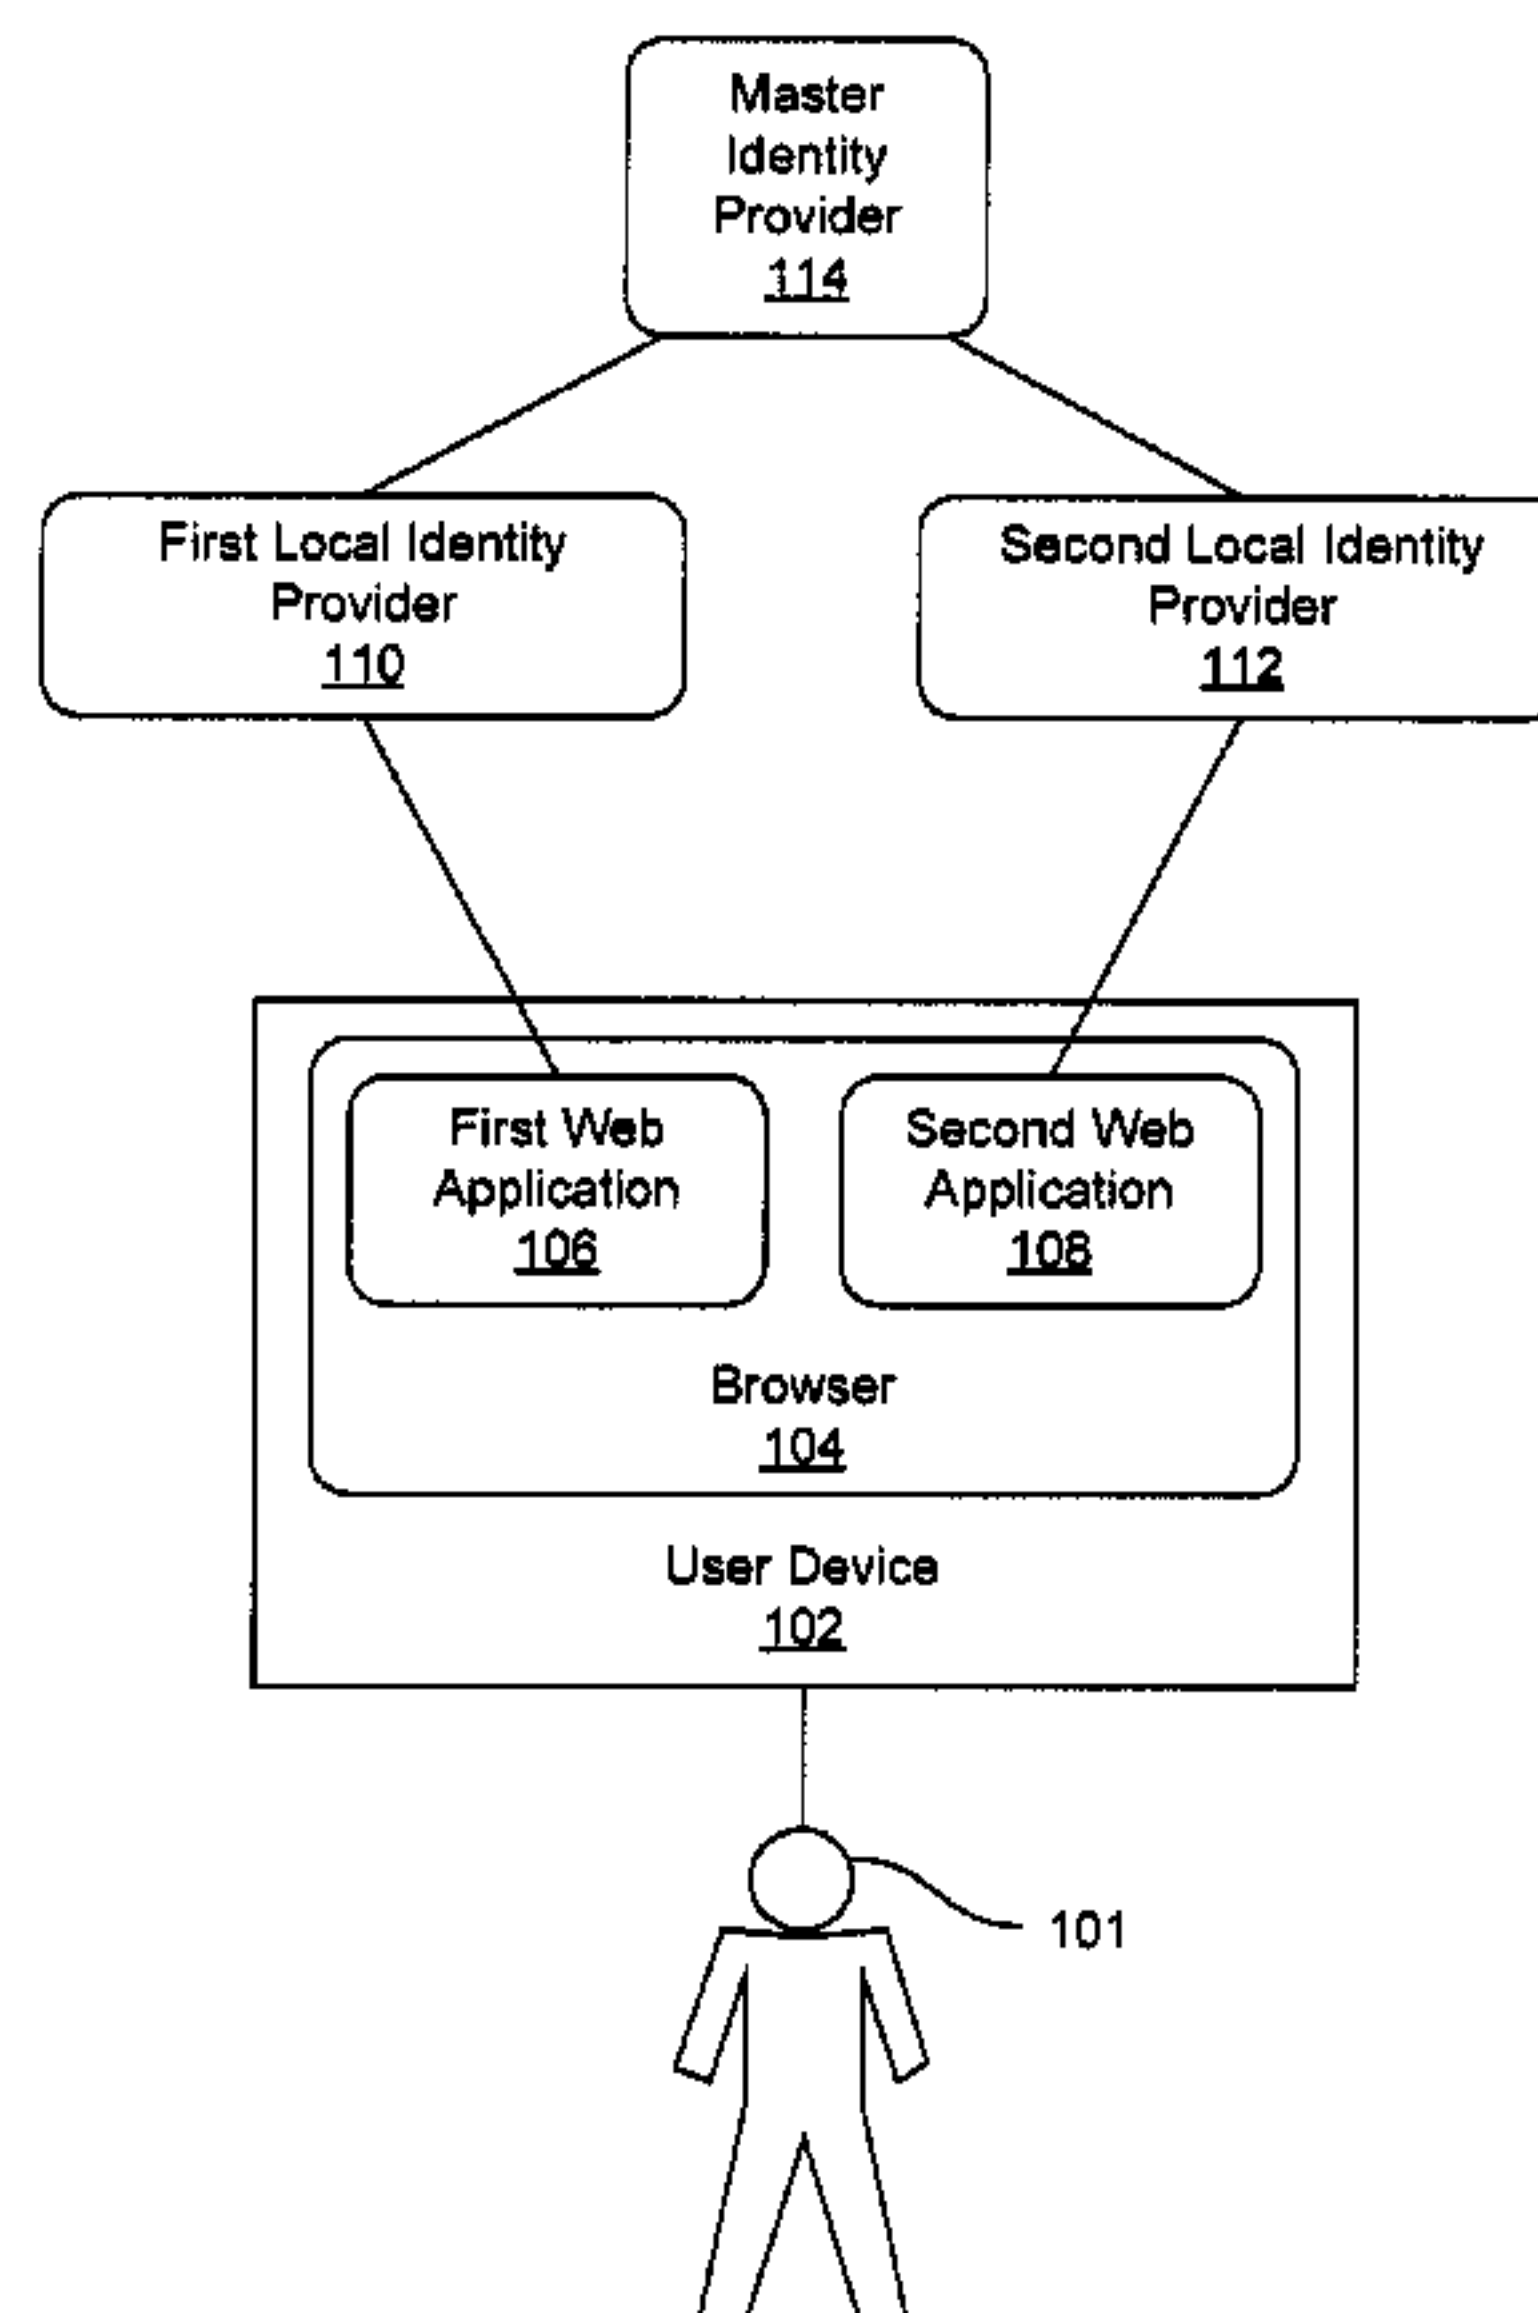 Master
Identity
Provider
114
First Local Identity
Provider
110
Second Local Identity
Provider
112
First Web
Application
106
Second Web
Application
108
Browser
104
User Device
102
101